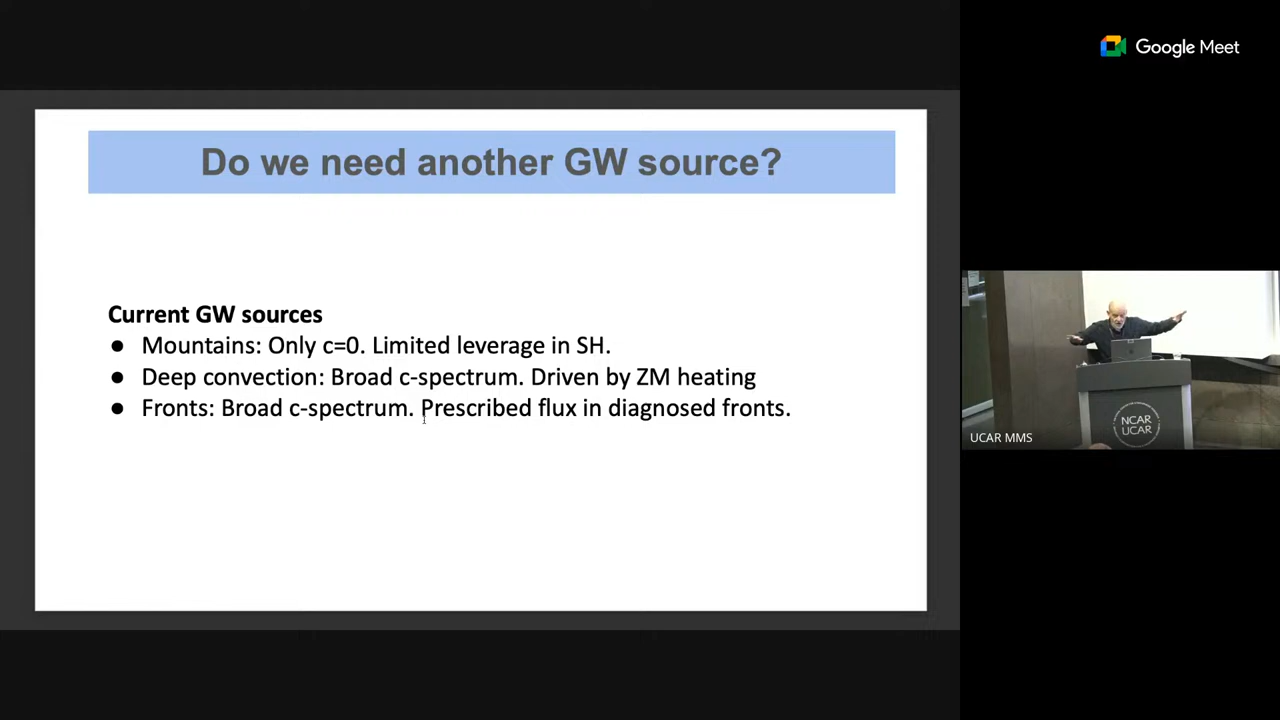 Google Meet
Do we need another GW source?
Current GW sources
● Mountains: Only c=0. Limited leverage in SH.
● Deep convection: Broad c-spectrum. Driven by ZM heating
● Fronts: Broad c-spectrum. Prescribed flux in diagnosed fronts.
NCAR
UCAR
UCAR MMS